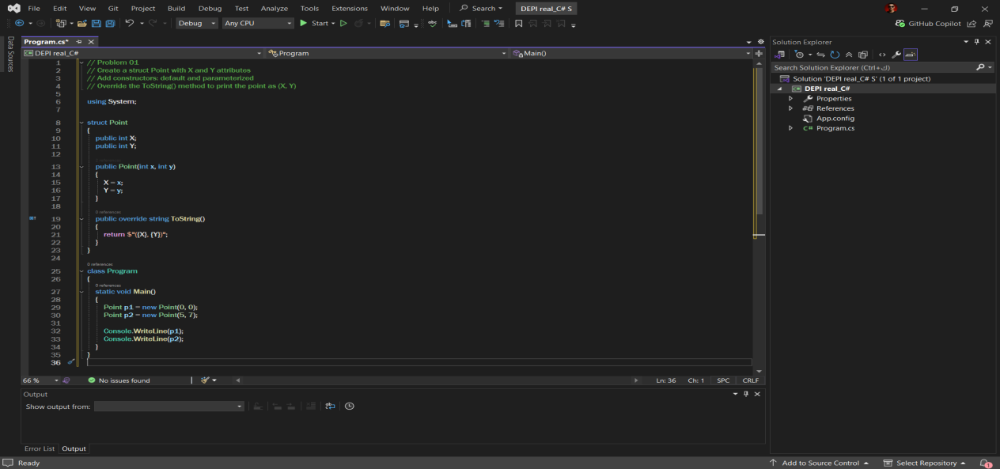 File Edit View Git Project Build Debug Test Analyze Tools Extensions Window Help Search DEPI real_C# S
Debug Any CPU Start GitHub Copilot
Data Sources
Program.cs*
DEPI real_C# Program Main()
1 // Problem 01
2 // Create a struct Point with X and Y attributes
3 // Add constructors: default and parameterized
4 // Override the ToString() method to print the point as (X, Y)
5
6 using System;
7
8 struct Point
9 {
10 public int X;
11 public int Y;
12
13 public Point(int x, int y)
14 {
15 X = x;
16 Y = y;
17 }
18
0 references
19 public override string ToString()
20 {
21 return $"({X}, {Y})";
22 }
23 }
24
0 references
25 class Program
26 {
0 references
27 static void Main()
28 {
29 Point p1 = new Point(0, 0);
30 Point p2 = new Point(5, 7);
31
32 Console.WriteLine(p1);
33 Console.WriteLine(p2);
34 }
35 }
36
66 % No issues found Ln: 36 Ch: 1 SPC CRLF
Output
Show output from:
Error List Output
Solution Explorer
Search Solution Explorer (Ctrl+ك)
Solution 'DEPI real_C# S' (1 of 1 project)
DEPI real_C#
Properties
References
App.config
C# Program.cs
Ready Add to Source Control Select Repository 1